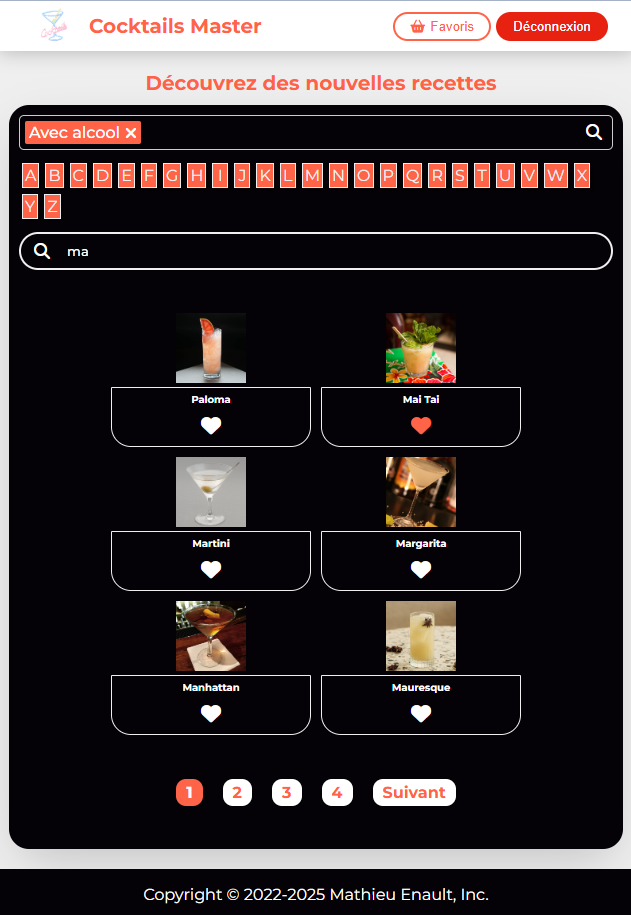 Cocktails Master
Favoris
Déconnexion
Découvrez des nouvelles recettes
Avec alcool
A B C D E F G H I J K L M N O P Q R S T U V W X
Y Z
ma
Paloma
Mai Tai
Martini
Margarita
Manhattan
Mauresque
1 2 3 4 Suivant
Copyright © 2022-2025 Mathieu Enault, Inc.